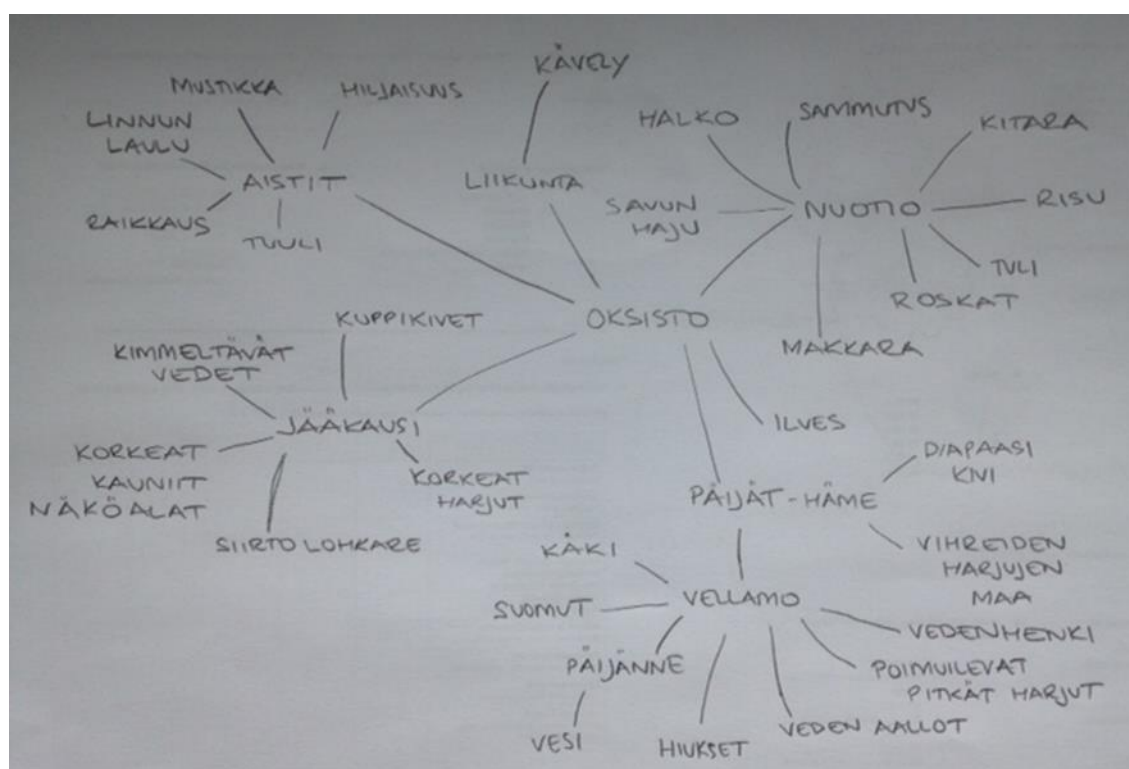 KÄVELY
MUSTIKKA
HILJAISUUS
LINNUN
LAULU
AISTIT
RAIKKAUS
TUULI
LIIKUNTA
HALKO
SAMMUTUS
KITARA
SAVUN
HAJU
NUOTIO
RISU
TULI
ROSKAT
MAKKARA
OKSISTO
KUPPIKIVET
KIMMELTÄVÄT
VEDET
JÄÄKAUSI
KORKEAT
KAUNIIT
NÄKÖALAT
KORKEAT
HARJUT
SIIRTO LOHKARE
ILVES
PÄIJÄT-HÄME
DIAPAASI
KIVI
VIHREIDEN
HARJUJEN
MAA
KÄKI
SUOMUT
VELLAMO
VEDENHENKI
PÄIJÄNNE
POIMUILEVAT
PITKÄT HARJUT
VESI
HIUKSET
VEDEN AALLOT